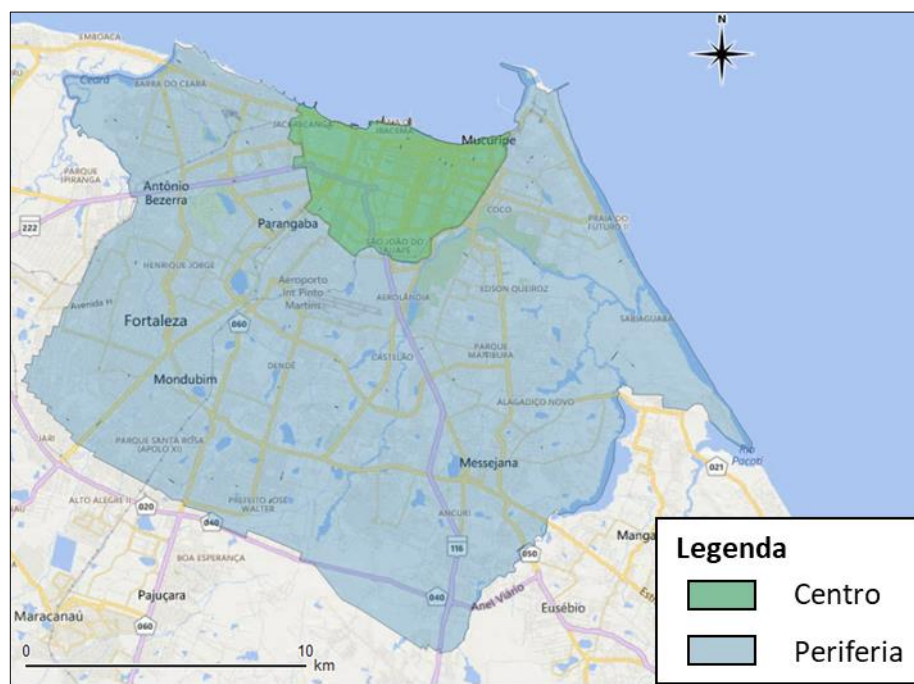 EMBOACA
N
Ceará
BARRA DO CEARÁ
JACARECANGA
IRACEMA
Mucuripe
PARQUE
IPIRANGA
Antônio
Bezerra
222
Parangaba
COCO
PRAIA DO
FUTURO II
SÃO JOÃO DO
TAUAPE
HENRIQUE JORGE
Aeroporto
Int Pinto
Martins
AEROLÂNDIA
EDSON QUEIROZ
Avenida H
SABIAGUABA
Fortaleza
060
PARQUE
MANIBURA
DENDÊ
CASTELÃO
Mondubim
ALAGADIÇO NOVO
JARI
PARQUE SANTA ROSA
(APOLO XI)
Messejana
Rio
Pacoti
021
ALTO ALEGRE II
020
PREFEITO JOSÉ
WALTER
ANCURI
040
BOA ESPERANÇA
116
050
Manga
Pajuçara
040
Anel Viário
Eusébio
Maracanaú
060
0 10
km
Legenda
Centro
Periferia